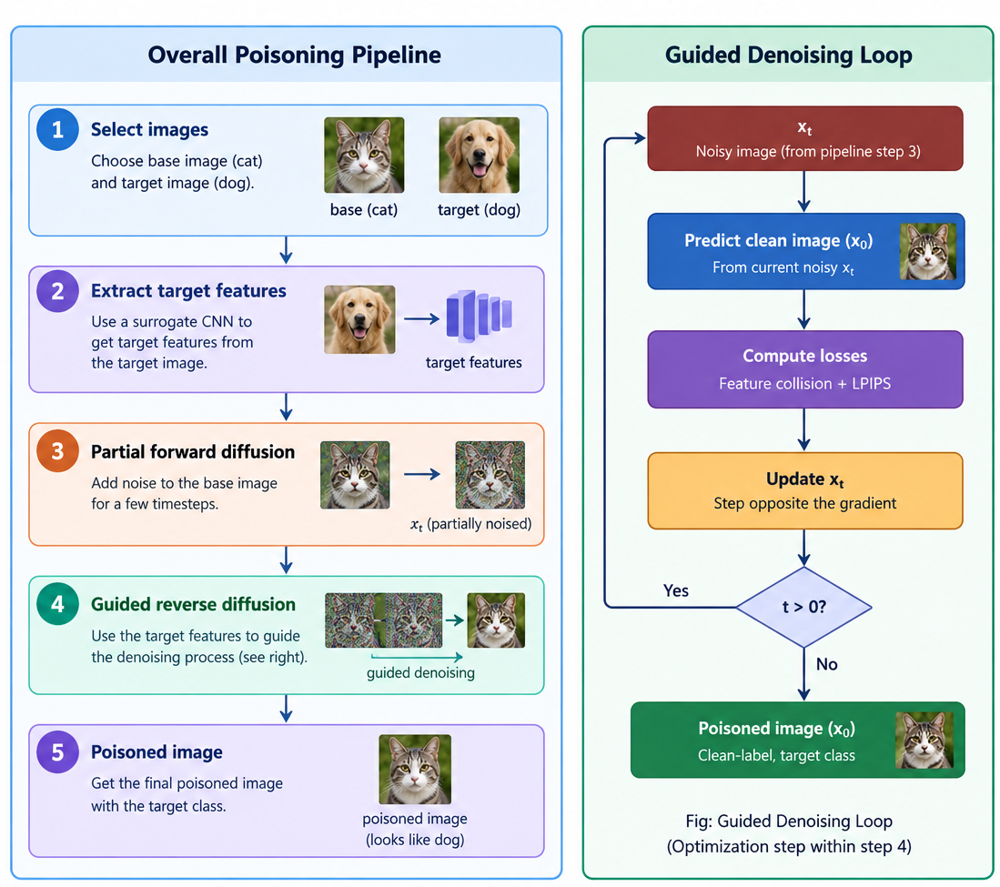 Overall Poisoning Pipeline
1
Select images
Choose base image (cat)
and target image (dog).
base (cat)
target (dog)
2
Extract target features
Use a surrogate CNN to
get target features from
the target image.
target features
3
Partial forward diffusion
Add noise to the base image
for a few timesteps.
xₜ (partially noised)
4
Guided reverse diffusion
Use the target features to guide
the denoising process (see right).
guided denoising
5
Poisoned image
Get the final poisoned image
with the target class.
poisoned image
(looks like dog)
Guided Denoising Loop
xₜ
Noisy image (from pipeline step 3)
Predict clean image (x₀)
From current noisy xₜ
Compute losses
Feature collision + LPIPS
Update xₜ
Step opposite the gradient
t > 0?
Yes
No
Poisoned image (x₀)
Clean-label, target class
Fig: Guided Denoising Loop
(Optimization step within step 4)